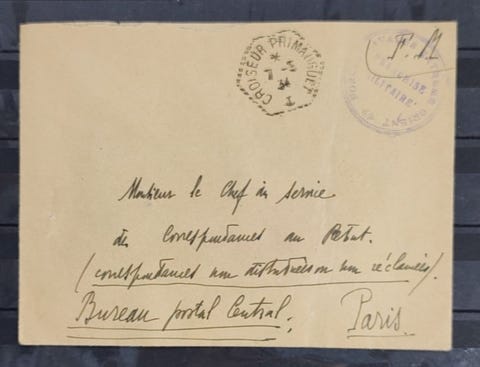 CROISEUR PRIMAUGUET
F.M
Monsieur le Chef du Service
des Correspondances au Rebut.
(correspondances non distribuées ou non réclamées).
Bureau postal Central.
Paris.